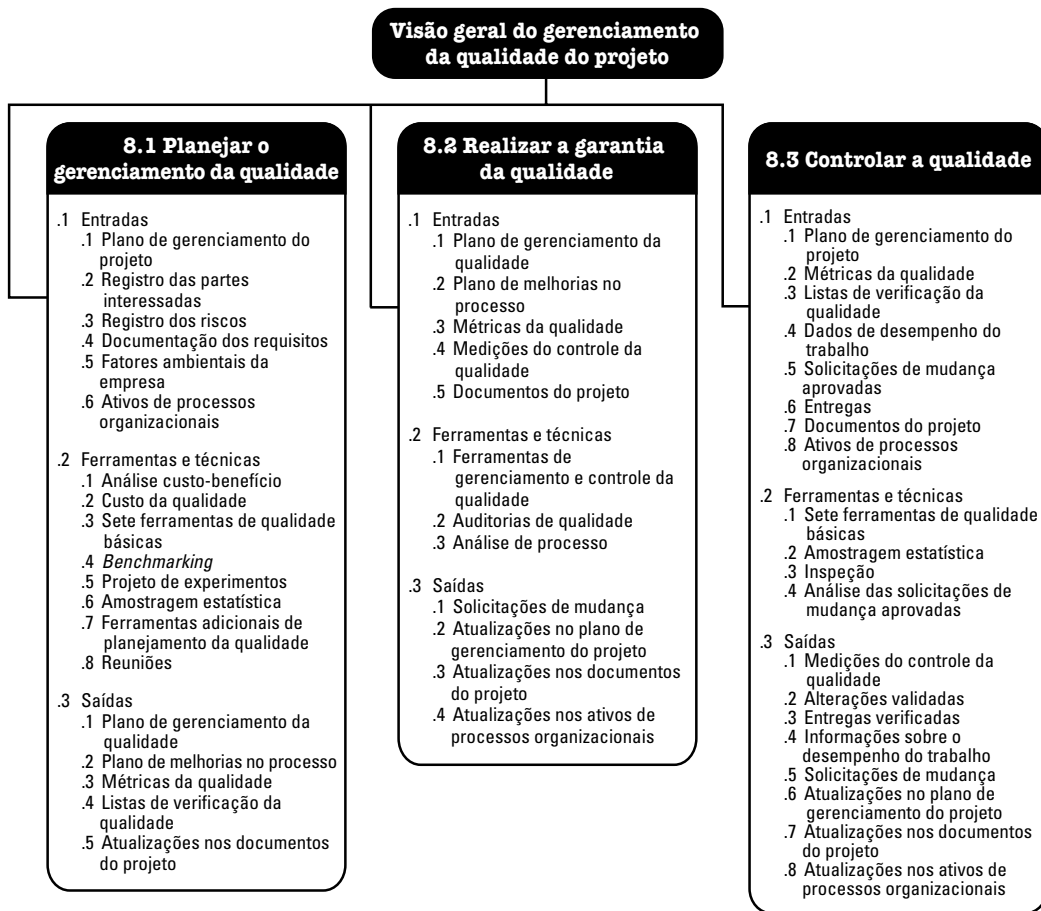 Visão geral do gerenciamento
da qualidade do projeto
8.1 Planejar o
gerenciamento da qualidade
.1 Entradas
.1 Plano de gerenciamento do
projeto
.2 Registro das partes
interessadas
.3 Registro dos riscos
.4 Documentação dos requisitos
.5 Fatores ambientais da
empresa
.6 Ativos de processos
organizacionais
.2 Ferramentas e técnicas
.1 Análise custo-benefício
.2 Custo da qualidade
.3 Sete ferramentas de qualidade
básicas
.4 Benchmarking
.5 Projeto de experimentos
.6 Amostragem estatística
.7 Ferramentas adicionais de
planejamento da qualidade
.8 Reuniões
.3 Saídas
.1 Plano de gerenciamento da
qualidade
.2 Plano de melhorias no processo
.3 Métricas da qualidade
.4 Listas de verificação da
qualidade
.5 Atualizações nos documentos
do projeto
8.2 Realizar a garantia
da qualidade
.1 Entradas
.1 Plano de gerenciamento da
qualidade
.2 Plano de melhorias no
processo
.3 Métricas da qualidade
.4 Medições do controle da
qualidade
.5 Documentos do projeto
.2 Ferramentas e técnicas
.1 Ferramentas de
gerenciamento e controle da
qualidade
.2 Auditorias de qualidade
.3 Análise de processo
.3 Saídas
.1 Solicitações de mudança
.2 Atualizações no plano de
gerenciamento do projeto
.3 Atualizações nos documentos
do projeto
.4 Atualizações nos ativos de
processos organizacionais
8.3 Controlar a qualidade
.1 Entradas
.1 Plano de gerenciamento do
projeto
.2 Métricas da qualidade
.3 Listas de verificação da
qualidade
.4 Dados de desempenho do
trabalho
.5 Solicitações de mudança
aprovadas
.6 Entregas
.7 Documentos do projeto
.8 Ativos de processos
organizacionais
.2 Ferramentas e técnicas
.1 Sete ferramentas de qualidade
básicas
.2 Amostragem estatística
.3 Inspeção
.4 Análise das solicitações de
mudança aprovadas
.3 Saídas
.1 Medições do controle da
qualidade
.2 Alterações validadas
.3 Entregas verificadas
.4 Informações sobre o
desempenho do trabalho
.5 Solicitações de mudança
.6 Atualizações no plano de
gerenciamento do projeto
.7 Atualizações nos documentos
do projeto
.8 Atualizações nos ativos de
processos organizacionais